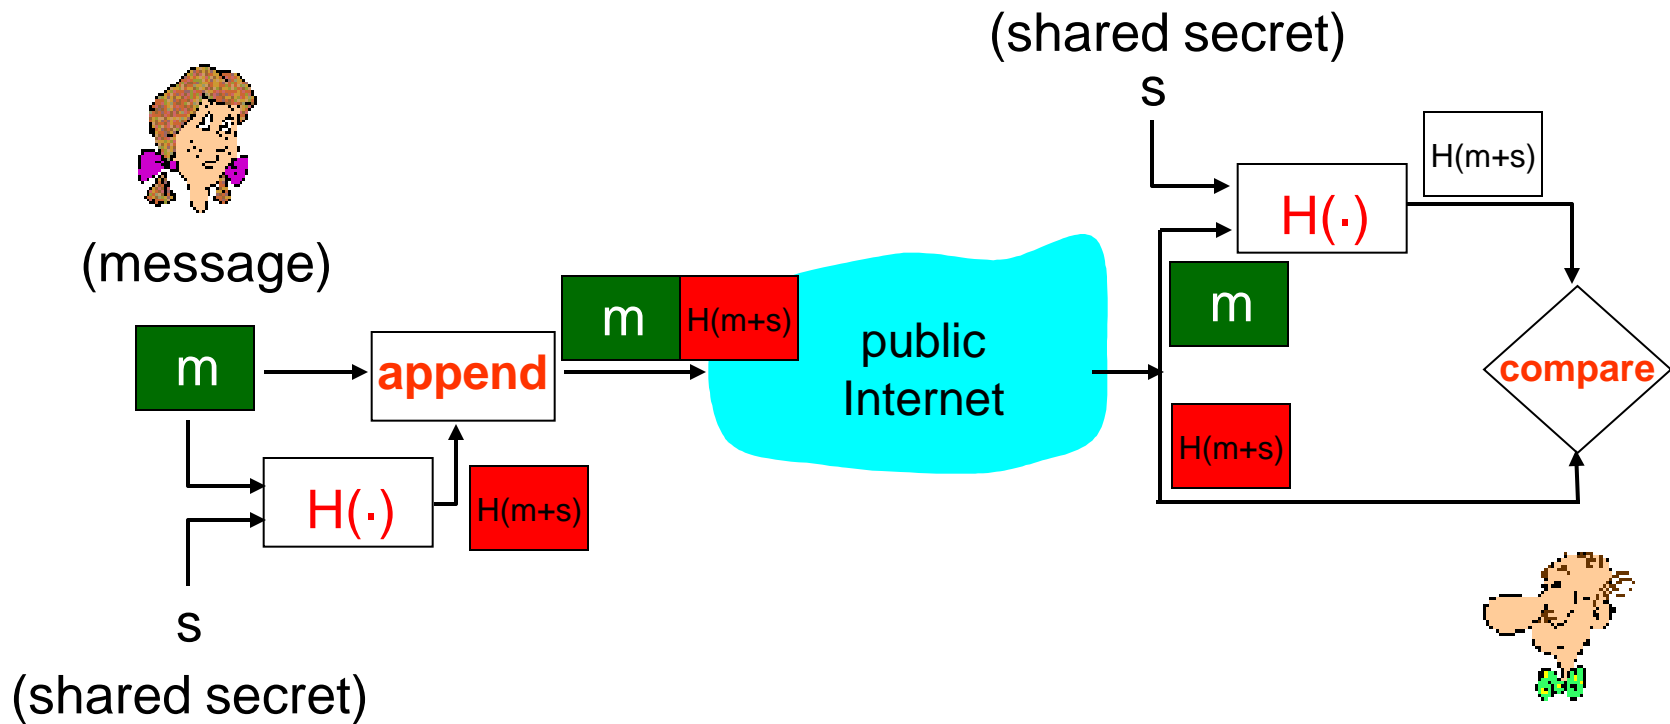 (shared secret)
s
H(m+s)
H(·)
(message)
m
H(m+s)
m
public
Internet
m
append
compare
H(m+s)
H(·)
H(m+s)
s
(shared secret)